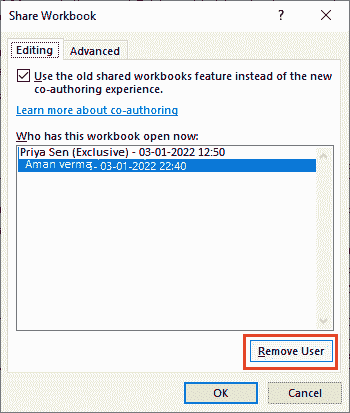 Share Workbook
?
Editing
Advanced
Use the old shared workbooks feature instead of the new
co-authoring experience.
Learn more about co-authoring
Who has this workbook open now:
Priya Sen (Exclusive) - 03-01-2022 12:50
Aman verma - 03-01-2022 22:40
Remove User
OK
Cancel